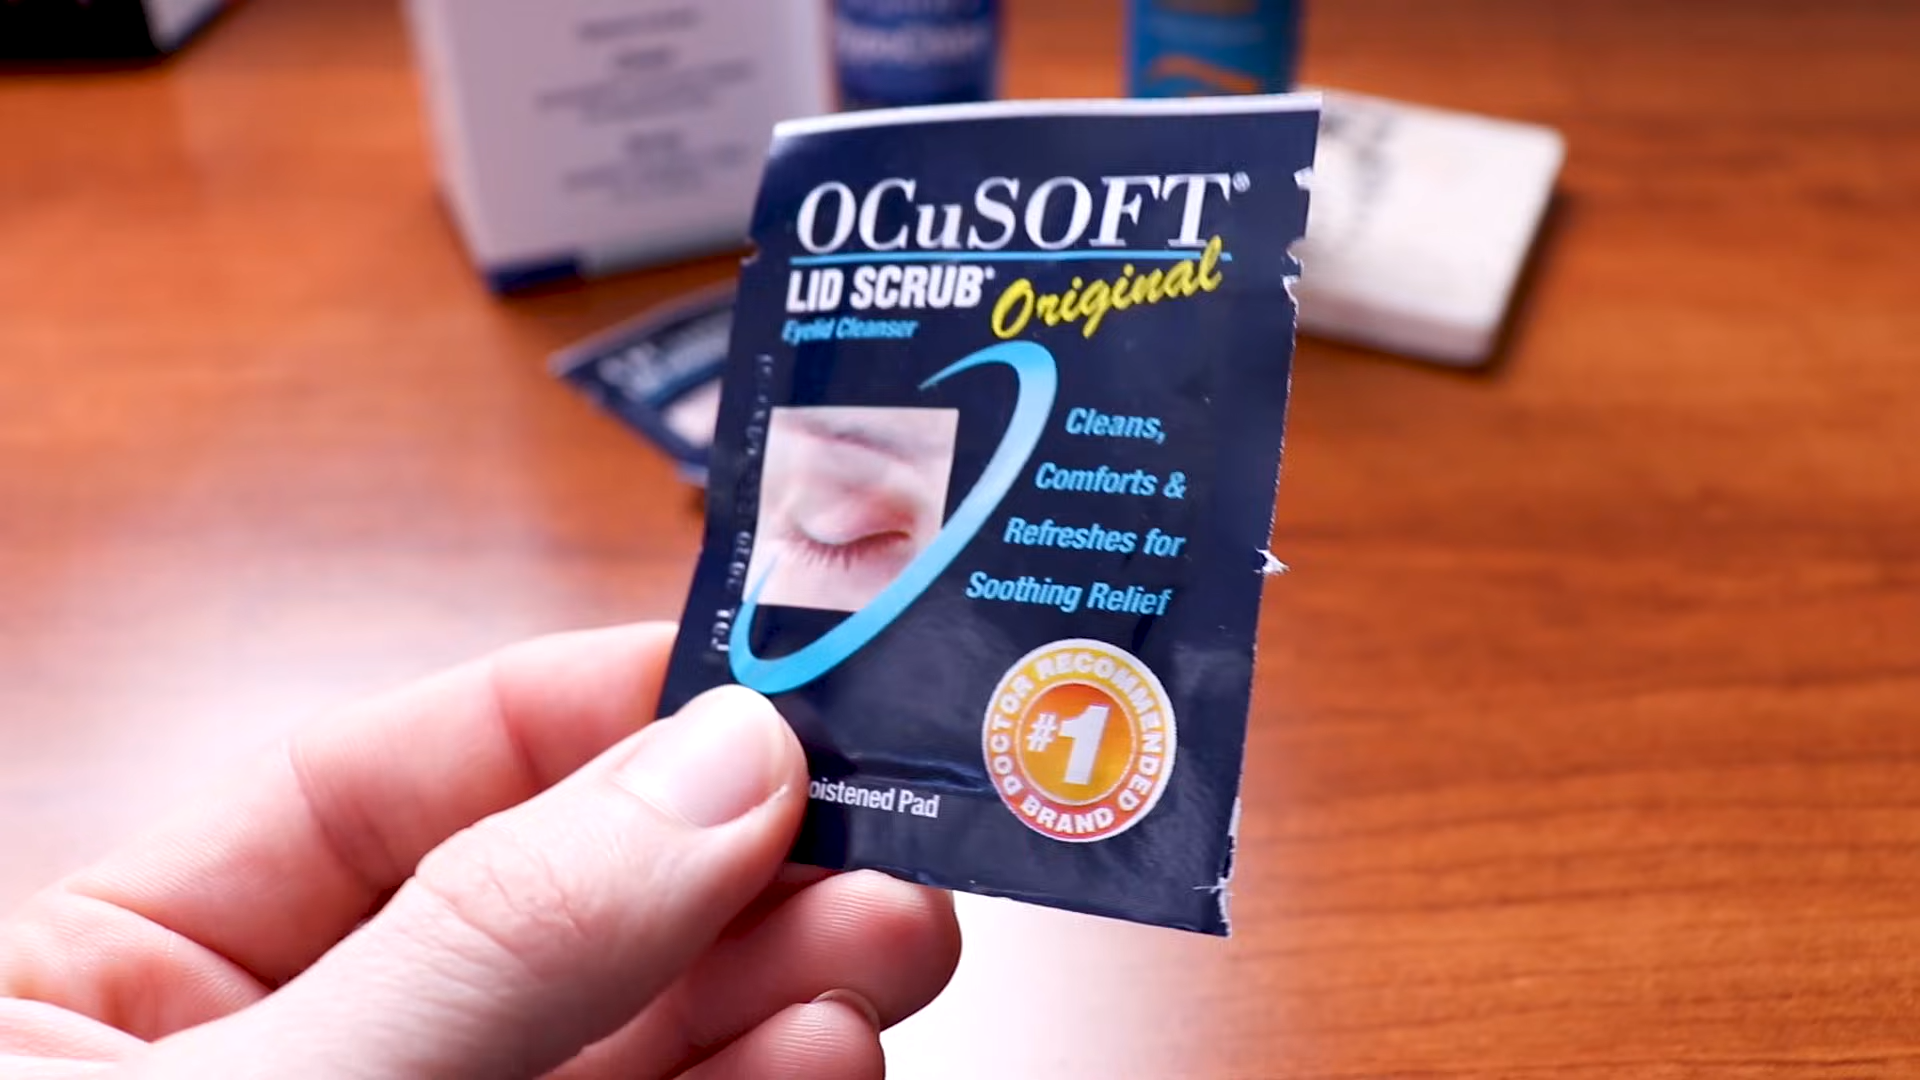 OCuSOFT®
LID SCRUB® Original
Eyelid Cleanser
Cleans,
Comforts &
Refreshes for
Soothing Relief
DOCTOR RECOMMENDED
#1
BRAND
oistened Pad